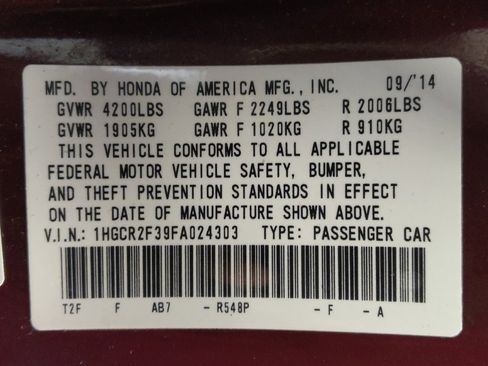 MFD. BY HONDA OF AMERICA MFG., INC. 09/'14
GVWR 4200LBS GAWR F 2249LBS R 2006LBS
GVWR 1905KG GAWR F 1020KG R 910KG
THIS VEHICLE CONFORMS TO ALL APPLICABLE
FEDERAL MOTOR VEHICLE SAFETY, BUMPER,
AND THEFT PREVENTION STANDARDS IN EFFECT
ON THE DATE OF MANUFACTURE SHOWN ABOVE.
V.I.N.: 1HGCR2F39FA024303 TYPE: PASSENGER CAR
T2F F AB7 - R548P - F - A